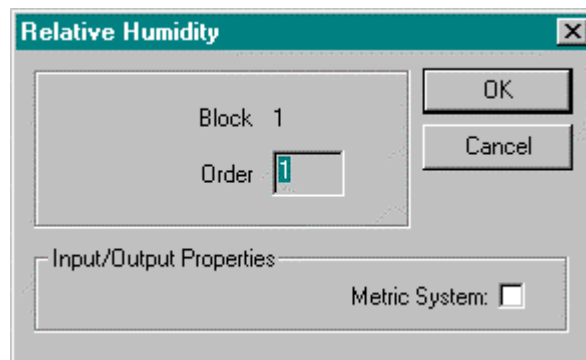 Relative Humidity
Block 1
Order 1
OK
Cancel
Input/Output Properties
Metric System: